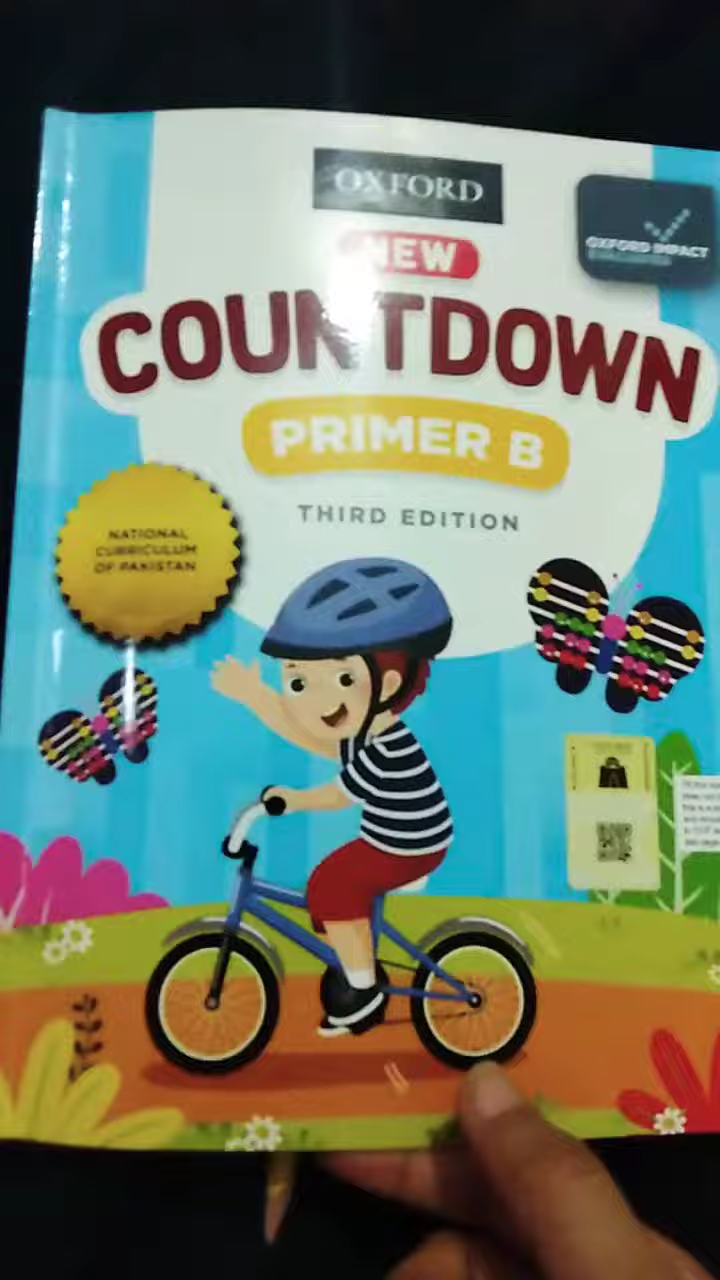 OXFORD
NEW
OXFORD IMPACT
COUNTDOWN
PRIMER B
THIRD EDITION
NATIONAL
CURRICULUM
OF PAKISTAN